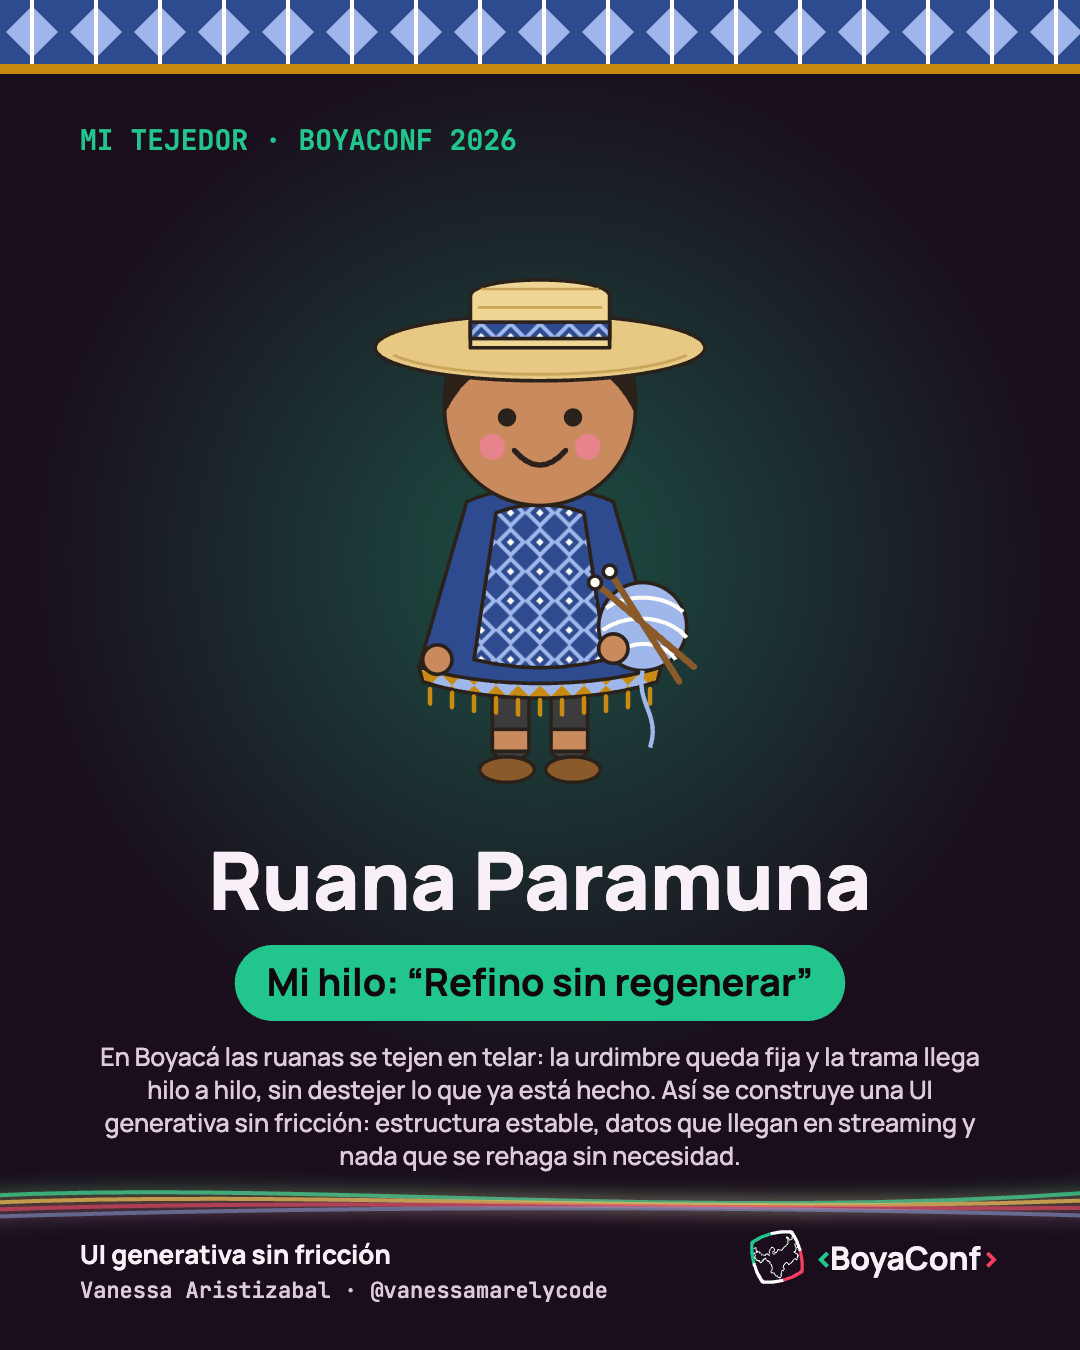 MI TEJEDOR · BOYACONF 2026
Ruana Paramuna
Mi hilo: “Refino sin regenerar”
En Boyacá las ruanas se tejen en telar: la urdimbre queda fija y la trama llega
hilo a hilo, sin destejer lo que ya está hecho. Así se construye una UI
generativa sin fricción: estructura estable, datos que llegan en streaming y
nada que se rehaga sin necesidad.
UI generativa sin fricción
Vanessa Aristizabal · @vanessamarelycode
<BoyaConf>